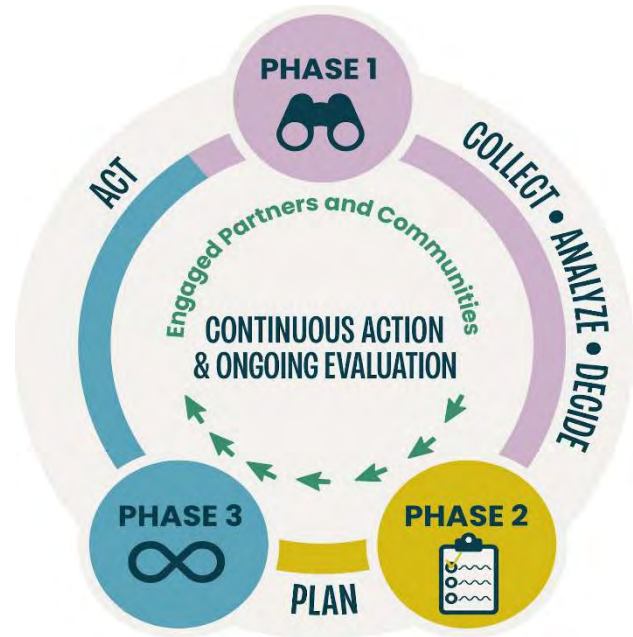 PHASE 1
COLLECT • ANALYZE • DECIDE
ACT
Engaged Partners and Communities
CONTINUOUS ACTION
& ONGOING EVALUATION
PHASE 3
PHASE 2
PLAN